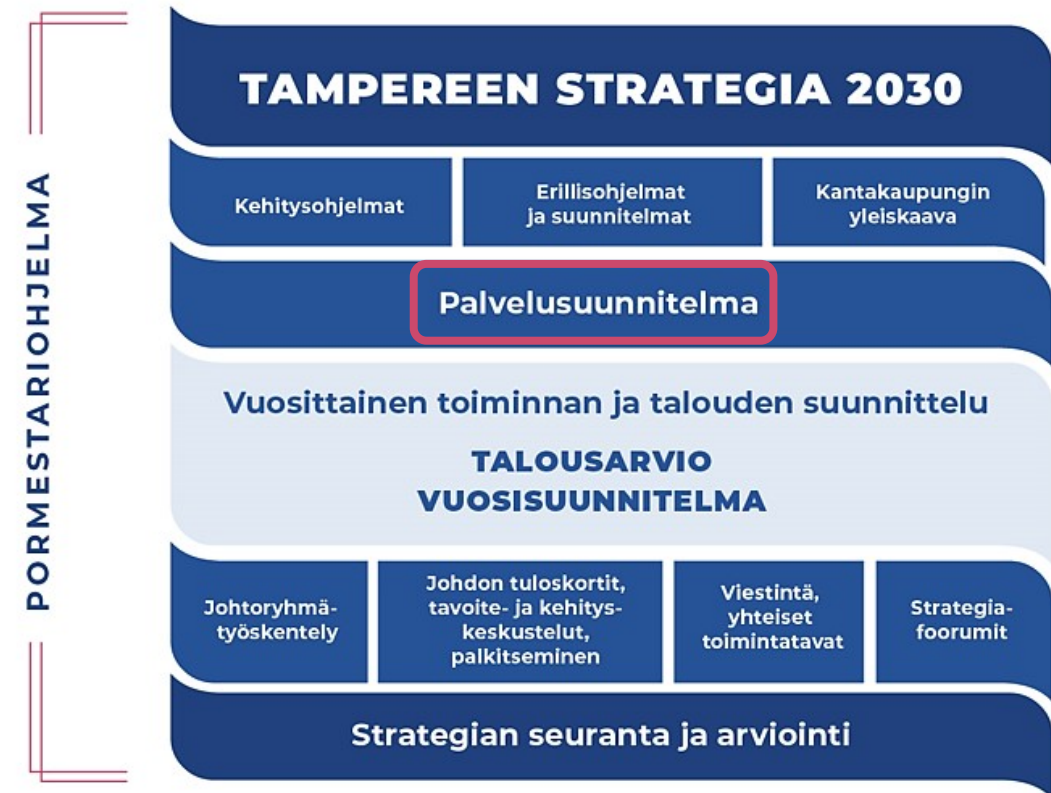 PORMESTARIOHJELMA
TAMPEREEN STRATEGIA 2030
Kehitysohjelmat
Erillisohjelmat
ja suunnitelmat
Kantakaupungin
yleiskaava
Palvelusuunnitelma
Vuosittainen toiminnan ja talouden suunnittelu
TALOUSARVIO
VUOSISUUNNITELMA
Johtoryhmä-
työskentely
Johdon tuloskortit,
tavoite- ja kehitys-
keskustelut,
palkitseminen
Viestintä,
yhteiset
toimintatavat
Strategia-
foorumit
Strategian seuranta ja arviointi